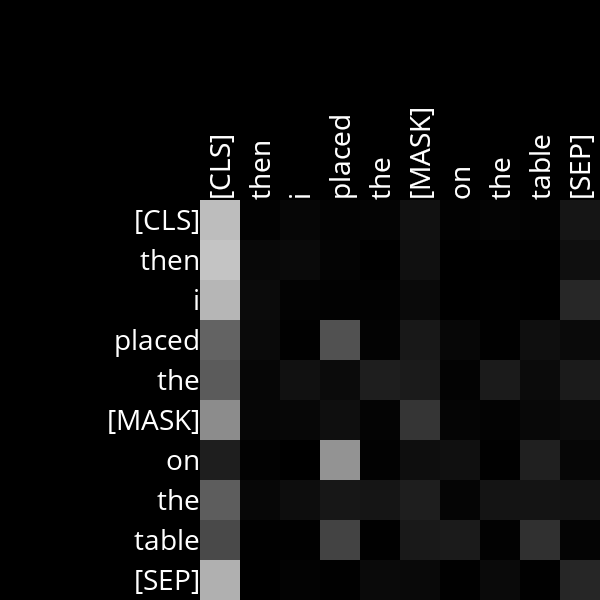 [CLS] then i placed the [MASK] on the table [SEP]
[CLS]
then
i
placed
the
[MASK]
on
the
table
[SEP]